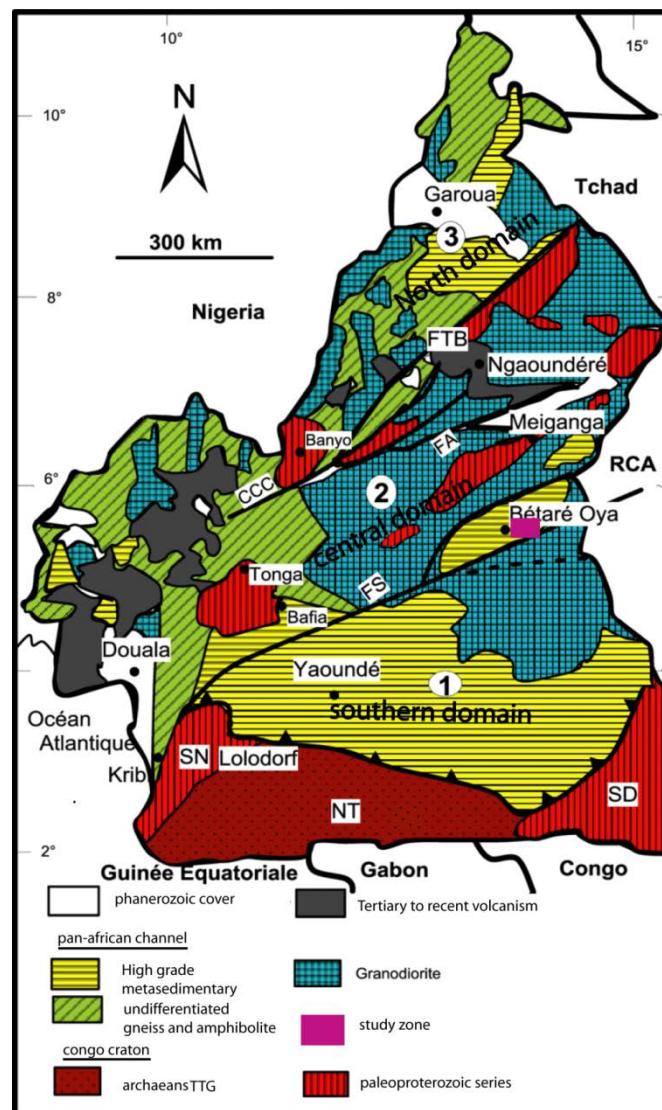 10°
15°
10°
N
Garoua
Tchad
300 km
3
North domain
8°
Nigeria
FTB
Ngaoundéré
Meiganga
Banyo
FA
6°
RCA
CCC
2
central domain
Bétaré Oya
Tonga
FS
Bafia
Douala
Yaoundé
1
southern domain
Océan
Atlantique
SN
Lolodorf
Krib
SD
NT
2°
Guinée Equatoriale
Gabon
Congo
phanerozoic cover
Tertiary to recent volcanism
pan-african channel
High grade
metasedimentary
Granodiorite
undifferentiated
gneiss and amphibolite
study zone
congo craton
archaeans TTG
paleoproterozoic series